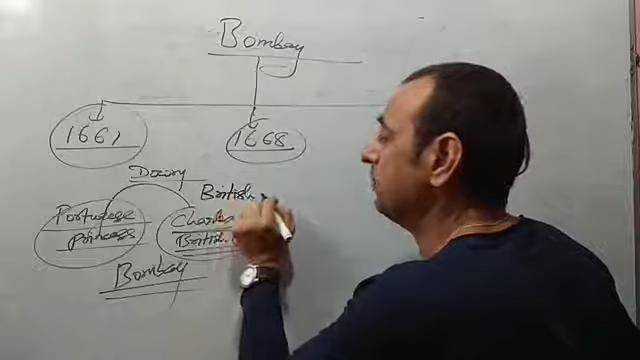 Bombay
1661
1668
Dowry
British
Portuguese
princess
Charles
British
Bombay